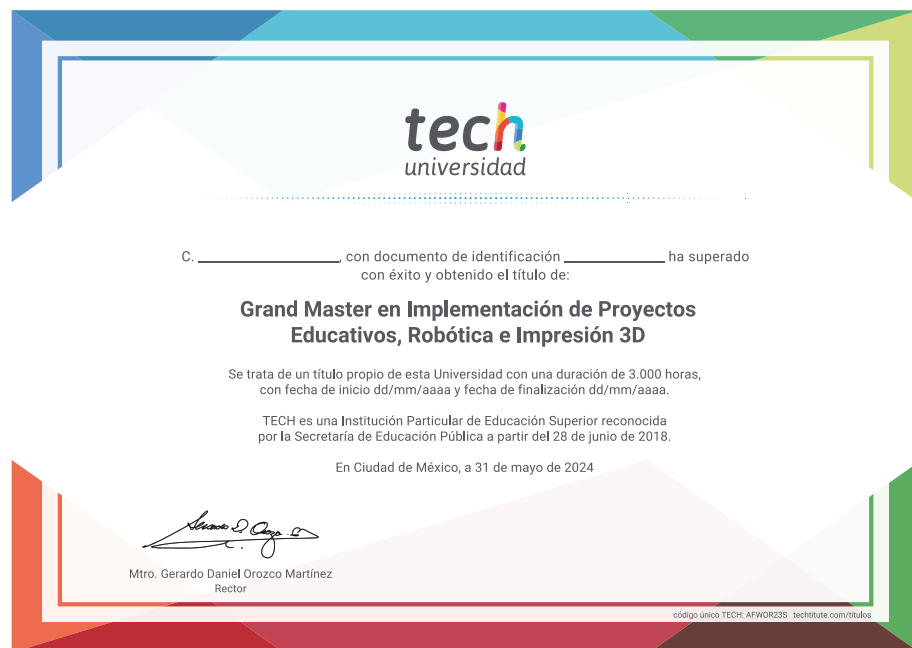 tech
universidad
C. ____________, con documento de identificación ____________ ha superado
con éxito y obtenido el título de:
Grand Master en Implementación de Proyectos
Educativos, Robótica e Impresión 3D
Se trata de un título propio de esta Universidad con una duración de 3.000 horas,
con fecha de inicio dd/mm/aaaa y fecha de finalización dd/mm/aaaa.
TECH es una Institución Particular de Educación Superior reconocida
por la Secretaría de Educación Pública a partir del 28 de junio de 2018.
En Ciudad de México, a 31 de mayo de 2024
Mtro. Gerardo Daniel Orozco Martínez
Rector
código único TECH: AFWOR23S techtitute.com/titulos